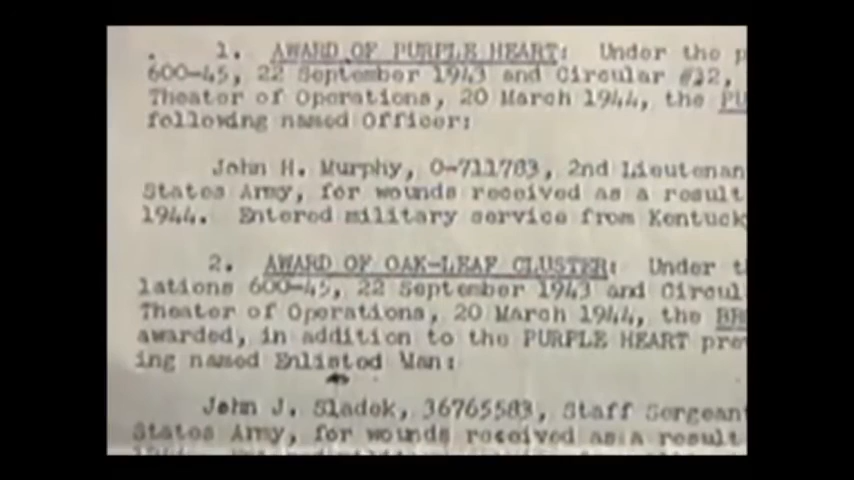 1. AWARD OF PURPLE HEART: Under the p
600-45, 22 September 1943 and Circular #32,
Theater of Operations, 20 March 1944, the PU
following named Officer:
John H. Murphy, O-711783, 2nd Lieutenan
States Army, for wounds received as a result
1944. Entered military service from Kentuck
2. AWARD OF OAK-LEAF CLUSTER: Under t
lations 600-45, 22 September 1943 and Circul
Theater of Operations, 20 March 1944, the BR
awarded, in addition to the PURPLE HEART prev
ing named Enlisted Man:
John J. Sladek, 36765583, Staff Sergeant
States Army, for wounds received as a result